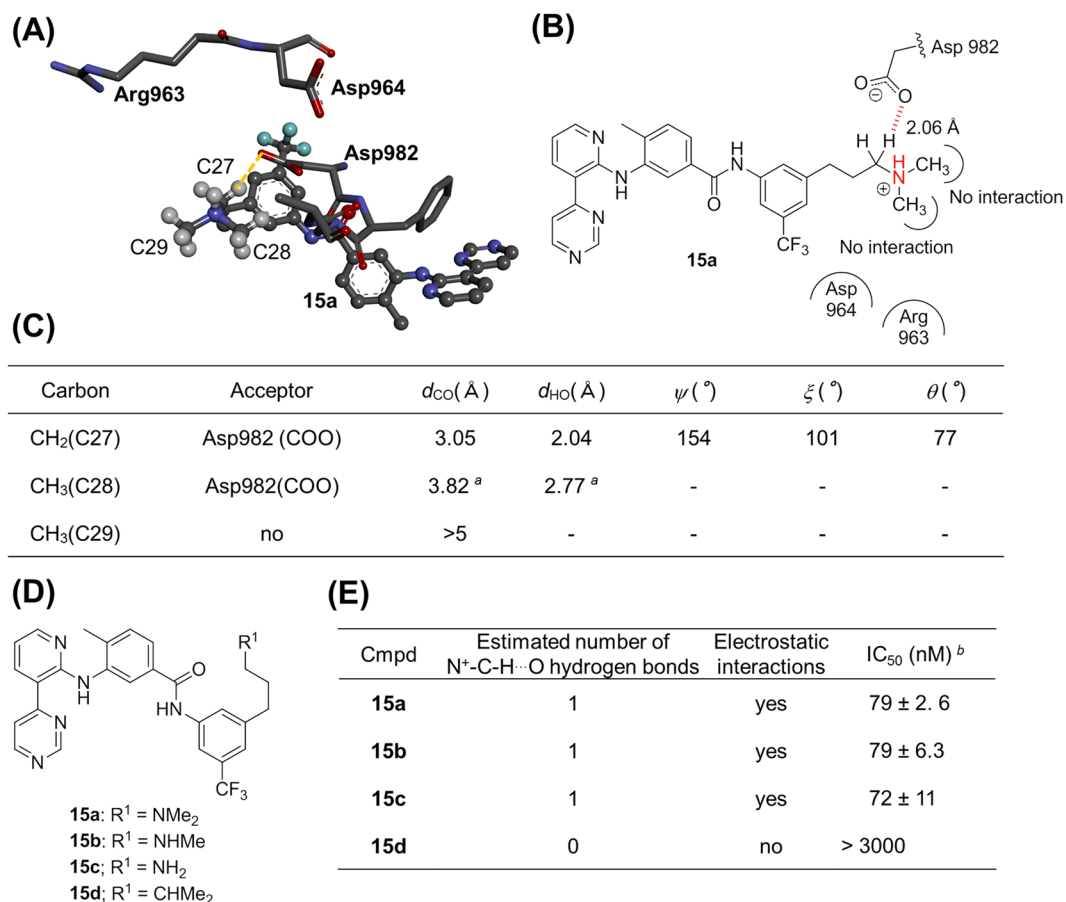 (A)
Arg963
Asp964
Asp982
C27
C29
C28
15a
(B)
Asp 982
O
⊖
O
2.06 Å
H
H
H
N
⊕
CH₃
CH₃
No interaction
No interaction
N
N
H
N
N
O
H
N
CF₃
15a
Asp
964
Arg
963
(C)
Carbon Acceptor dCO(Å) dHO(Å) ψ(°) ξ(°) θ(°)
CH₂(C27) Asp982 (COO) 3.05 2.04 154 101 77
CH₃(C28) Asp982(COO) 3.82 ᵃ 2.77 ᵃ - - -
CH₃(C29) no >5 - - - -
(D)
R¹
N
N
H
O
HN
N
N
CF₃
15a: R¹ = NMe₂
15b: R¹ = NHMe
15c; R¹ = NH₂
15d; R¹ = CHMe₂
(E)
Cmpd Estimated number of Electrostatic IC₅₀ (nM) ᵇ
N⁺-C-H···O hydrogen bonds interactions
15a 1 yes 79 ± 2. 6
15b 1 yes 79 ± 6.3
15c 1 yes 72 ± 11
15d 0 no > 3000